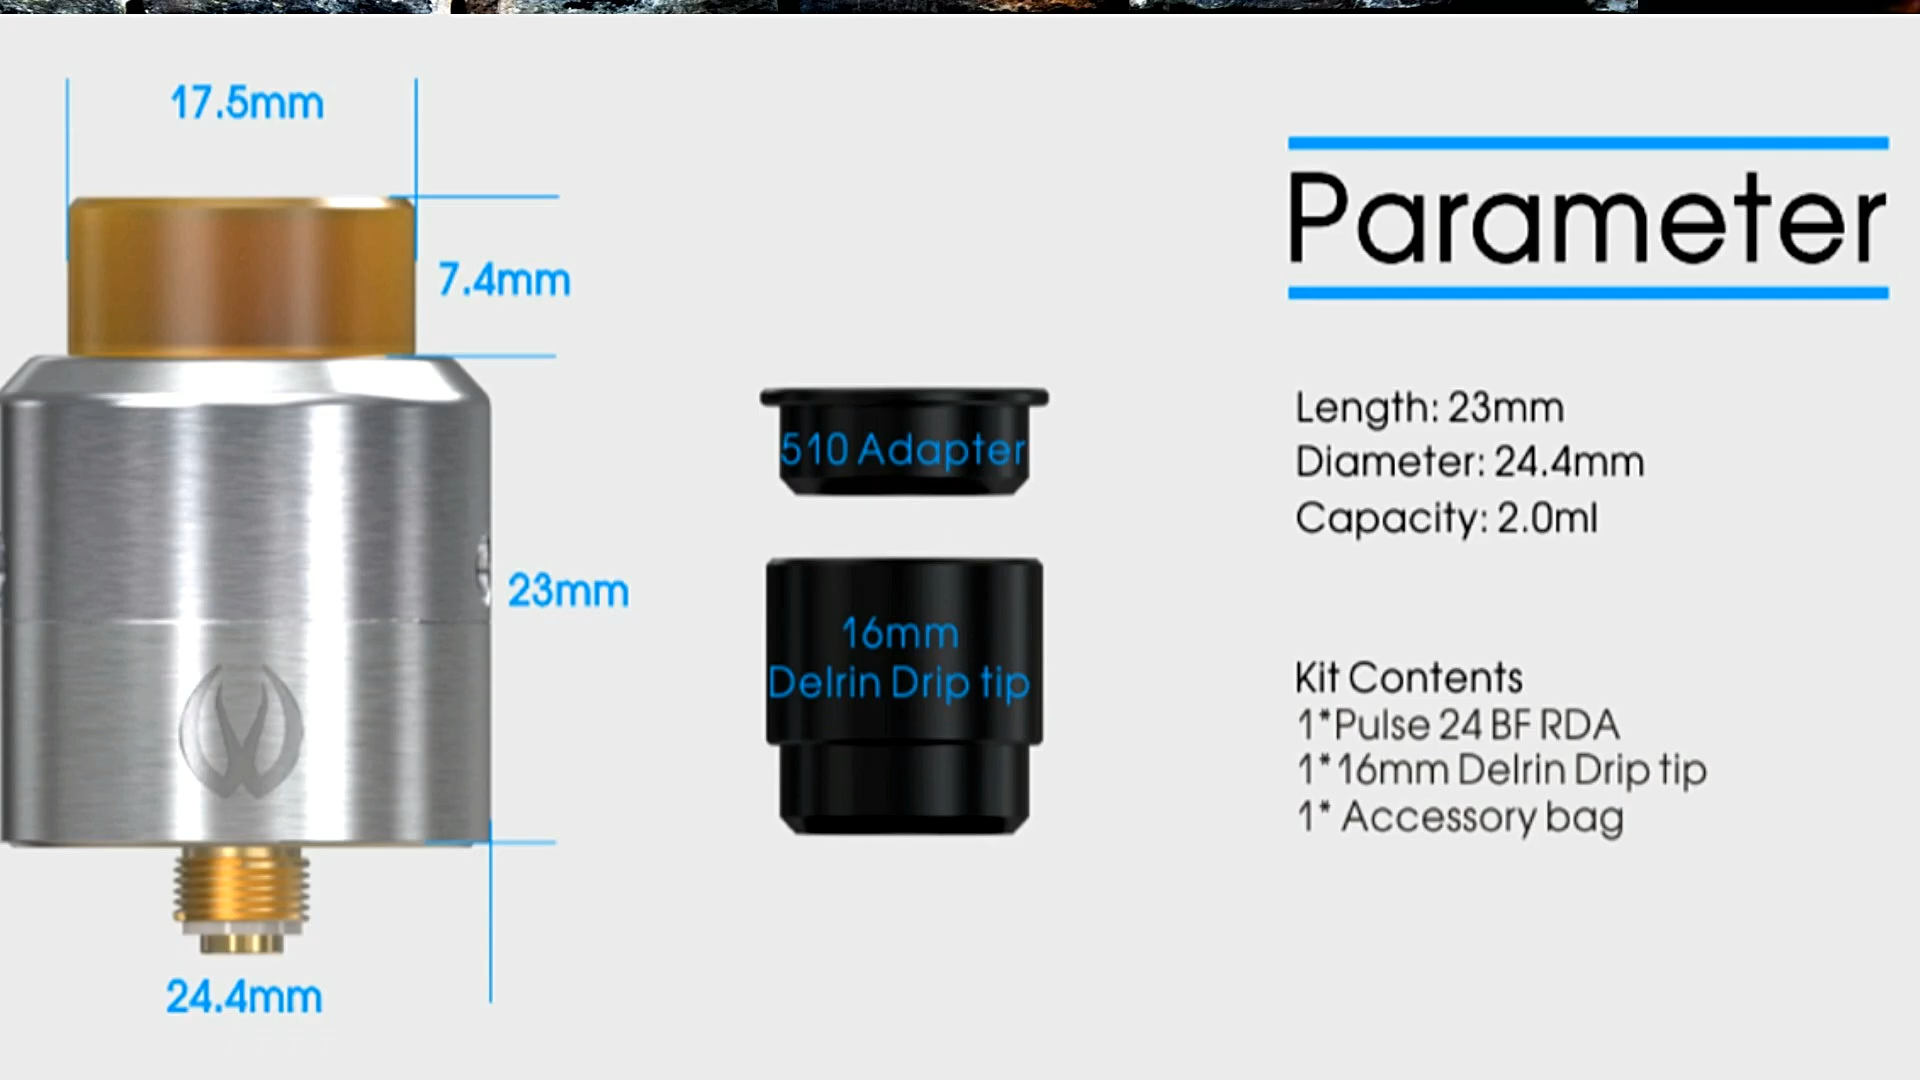 17.5mm
7.4mm
23mm
24.4mm
510 Adapter
16mm
Delrin Drip tip
Parameter
Length: 23mm
Diameter: 24.4mm
Capacity: 2.0ml
Kit Contents
1*Pulse 24 BF RDA
1*16mm Delrin Drip tip
1* Accessory bag